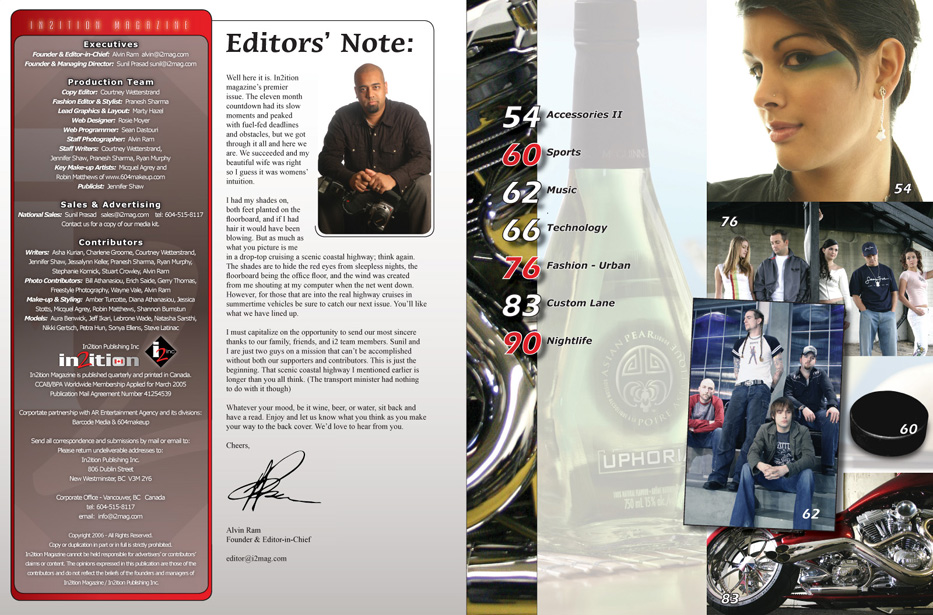 IN2ITION MAGAZINE
Executives
Founder & Editor-in-Chief: Alvin Ram alvin@i2mag.com
Founder & Managing Director: Sunil Prasad sunil@i2mag.com
Production Team
Copy Editor: Courtney Wetterstrand
Fashion Editor & Stylist: Pranesh Sharma
Lead Graphics & Layout: Marty Hazel
Web Designer: Rosie Moyer
Web Programmer: Sean Dastouri
Staff Photographer: Alvin Ram
Staff Writers: Courtney Wetterstrand,
Jennifer Shaw, Pranesh Sharma, Ryan Murphy
Key Make-up Artists: Micquel Agrey and
Robin Matthews of www.604makeup.com
Publicist: Jennifer Shaw
Sales & Advertising
National Sales: Sunil Prasad sales@i2mag.com tel: 604-515-8117
Contact us for a copy of our media kit.
Contributors
Writers: Asha Kurian, Charlene Groome, Courtney Wetterstrand,
Jennifer Shaw, Jessalynn Keller, Pranesh Sharma, Ryan Murphy,
Stephanie Kornick, Stuart Crowley, Alvin Ram
Photo Contributors: Bill Athanasiou, Erich Saide, Gerry Thomas,
Freestyle Photography, Wayne Vale, Alvin Ram
Make-up & Styling: Amber Turcotte, Diana Athanasiou, Jessica
Stotts, Micquel Agrey, Robin Matthews, Shannon Burnstun
Models: Aura Benwick, Jeff Ikari, Lebrone Wade, Natasha Sarsthi,
Nikki Gertsch, Petra Hun, Sonya Ellens, Steve Latinac
In2ition Publishing Inc
in2ition
i2 inc
In2ition Magazine is published quarterly and printed in Canada.
CCAB/BPA Worldwide Membership Applied for March 2005
Publication Mail Agreement Number 41254539
Corportate partnership with AR Entertainment Agency and its divisions:
Barcode Media & 604makeup
Send all correspondence and submissions by mail or email to:
Please return undeliverable addresses to:
In2ition Publishing Inc.
806 Dublin Street
New Westminster, BC V3M 2Y6
Corporate Office - Vancouver, BC Canada
tel: 604-515-8117
email: info@i2mag.com
Copyright 2006 - All Rights Reserved.
Copy or duplication in part or in full is strictly prohibited.
In2ition Magazine cannot be held responsible for advertisers' or contributors'
claims or content. The opinions expressed in this publication are those of the
contributors and do not reflect the beliefs of the founders and managers of
In2ition Magazine / In2ition Publishing Inc.
Editors' Note:
Well here it is. In2ition
magazine's premier
issue. The eleven month
countdown had its slow
moments and peaked
with fuel-fed deadlines
and obstacles, but we got
through it all and here we
are. We succeeded and my
beautiful wife was right
so I guess it was womens'
intuition.
I had my shades on,
both feet planted on the
floorboard, and if I had
hair it would have been
blowing. But as much as
what you picture is me
in a drop-top cruising a scenic coastal highway; think again.
The shades are to hide the red eyes from sleepless nights, the
floorboard being the office floor, and the wind was created
from me shouting at my computer when the net went down.
However, for those that are into the real highway cruises in
summertime vehicles be sure to catch our next issue. You'll like
what we have lined up.
I must capitalize on the opportunity to send our most sincere
thanks to our family, friends, and i2 team members. Sunil and
I are just two guys on a mission that can't be accomplished
without both our supporters and contributors. This is just the
beginning. That scenic coastal highway I mentioned earlier is
longer than you all think. (The transport minister had nothing
to do with it though)
Whatever your mood, be it wine, beer, or water, sit back and
have a read. Enjoy and let us know what you think as you make
your way to the back cover. We'd love to hear from you.
Cheers,
Alvin Ram
Founder & Editor-in-Chief
editor@i2mag.com
54 Accessories II
60 Sports
62 Music
66 Technology
76 Fashion - Urban
83 Custom Lane
90 Nightlife
ASIAN PEAR
UPHORI
54
76
60
62
83